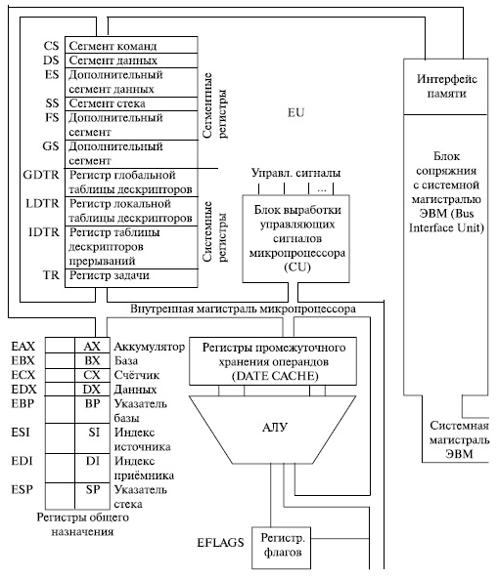 CS Сегмент команд
DS Сегмент данных
ES Дополнительный
сегмент данных
SS Сегмент стека
FS Дополнительный
сегмент
GS Дополнительный
сегмент
GDTR Регистр глобальной
таблицы дескрипторов
LDTR Регистр локальной
таблицы дескрипторов
IDTR Регистр таблицы
дескрипторов
прерываний
TR Регистр задачи
Сегментные
регистры
Системные
регистры
EU
Управл. сигналы
...
Блок выработки
управляющих
сигналов
микропроцессора
(CU)
Интерфейс
памяти
Блок
сопряжния
с системной
магистралью
ЭВМ (Bus
Interface Unit)
Внутренная магистраль микропроцессора
EAX AX Аккумулятор
EBX BX База
ECX CX Счётчик
EDX DX Данных
EBP BP Указатель
базы
ESI SI Индекс
источника
EDI DI Индекс
приёмника
ESP SP Указатель
стека
Регистры общего
назначения
Регистры промежуточного
хранения операндов
(DATE CACHE)
АЛУ
EFLAGS Регистр.
флагов
Системная
магистраль
ЭВМ